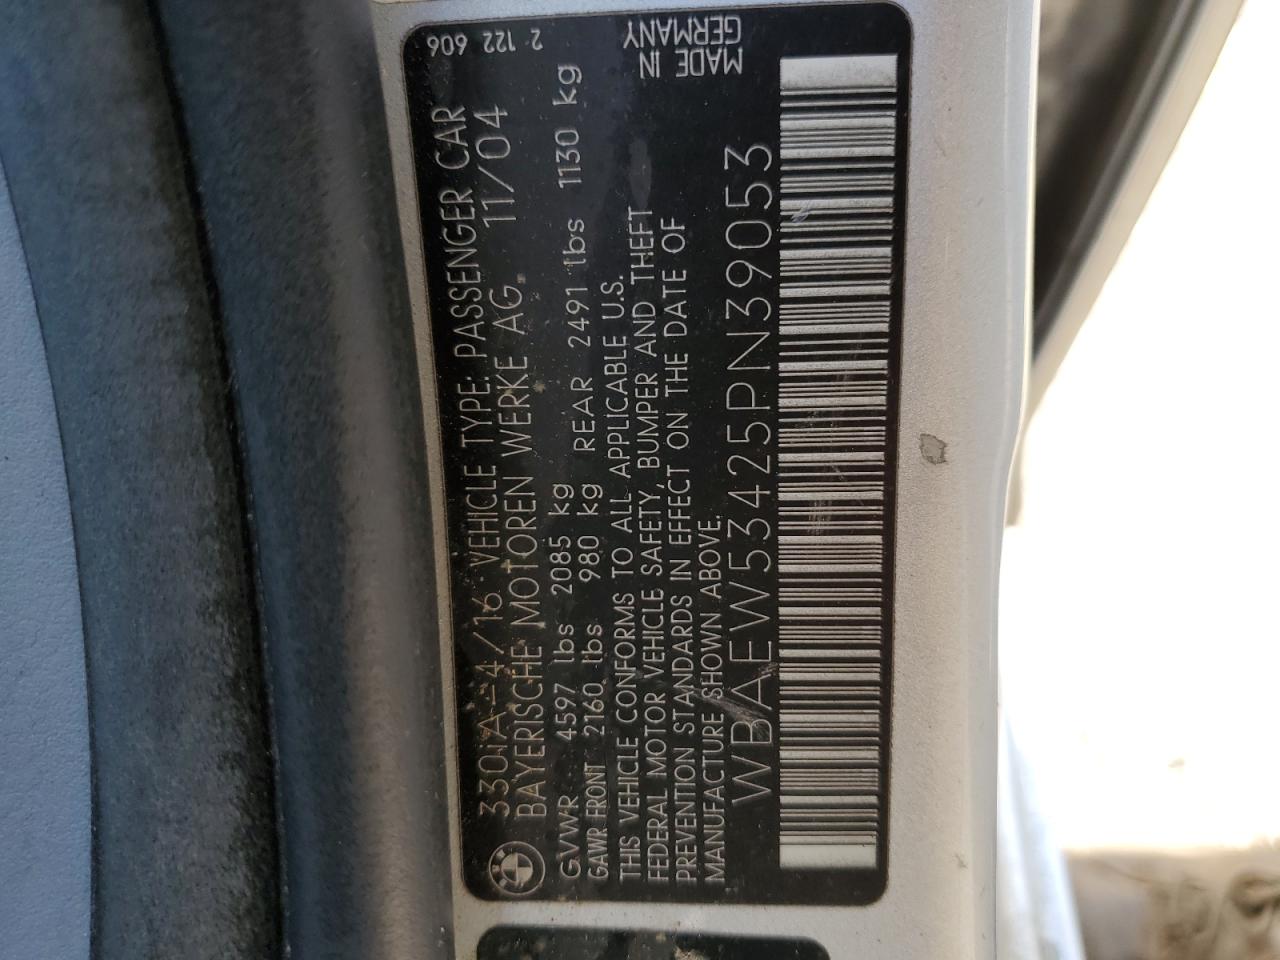 330iA-4/16 VEHICLE TYPE: PASSENGER CAR 2 122 606
BAYERISCHE MOTOREN WERKE AG. 11/04
GVWR 4597 lbs 2085 kg
GAWR FRONT 2160 lbs 980 kg REAR 2491 lbs 1130 kg
THIS VEHICLE CONFORMS TO ALL APPLICABLE U.S.
FEDERAL MOTOR VEHICLE SAFETY, BUMPER AND THEFT
PREVENTION STANDARDS IN EFFECT ON THE DATE OF
MANUFACTURE SHOWN ABOVE.
MADE IN
GERMANY
WBAEW53425PN39053